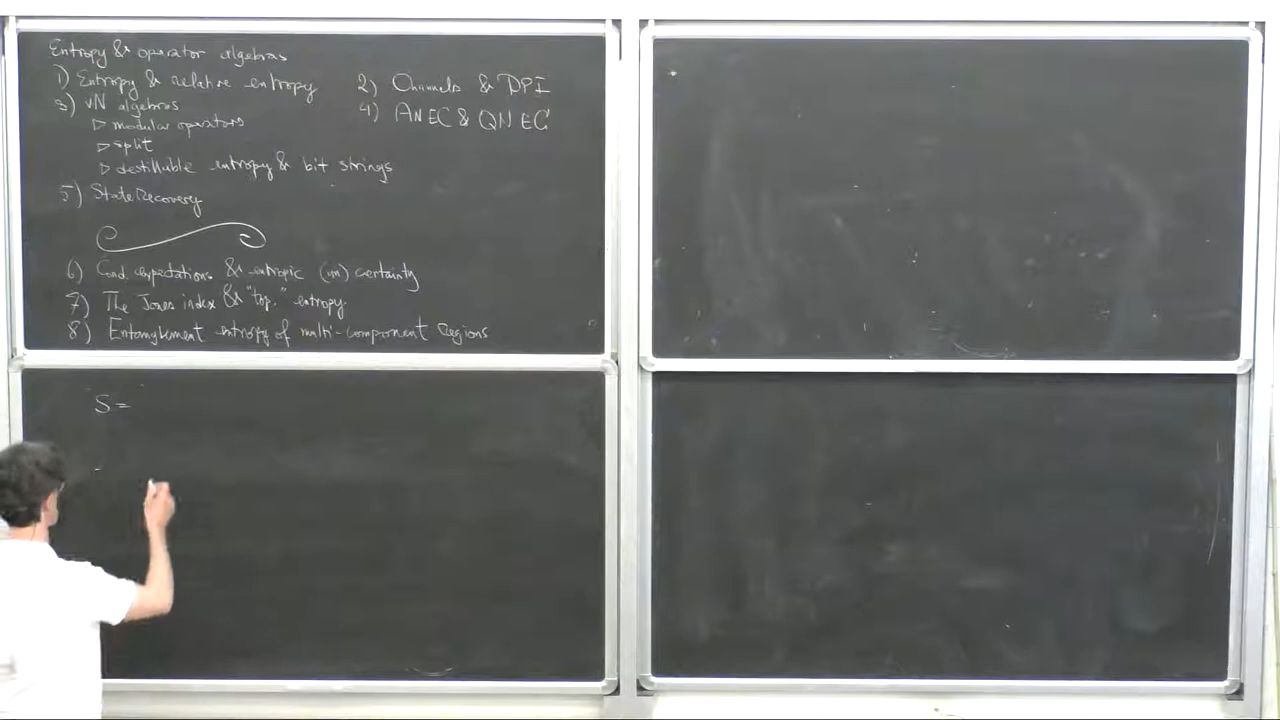 Entropy & operator algebras
1) Entropy & relative entropy 2) Channels & DPI
3) vN algebras 4) ANEC & QNEC
▷ modular operators
▷ split
▷ destillable entropy & bit strings
5) State Recovery
6) Cond. expectations & entropic (un)certainty
7) The Jones index & "top." entropy
8) Entanglement entropy of multi-component Regions
S =